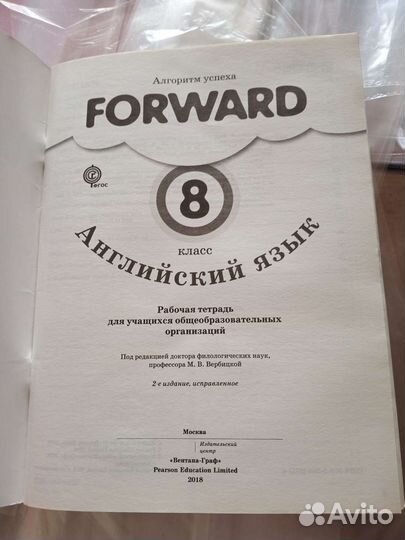 Алгоритм успеха
FORWARD
ФГОС
8
класс
Английский язык
Рабочая тетрадь
для учащихся общеобразовательных
организаций
Под редакцией доктора филологических наук,
профессора М. В. Вербицкой
2-е издание, исправленное
Москва
Издательский
центр
«Вентана-Граф»
Pearson Education Limited
2018
Avito